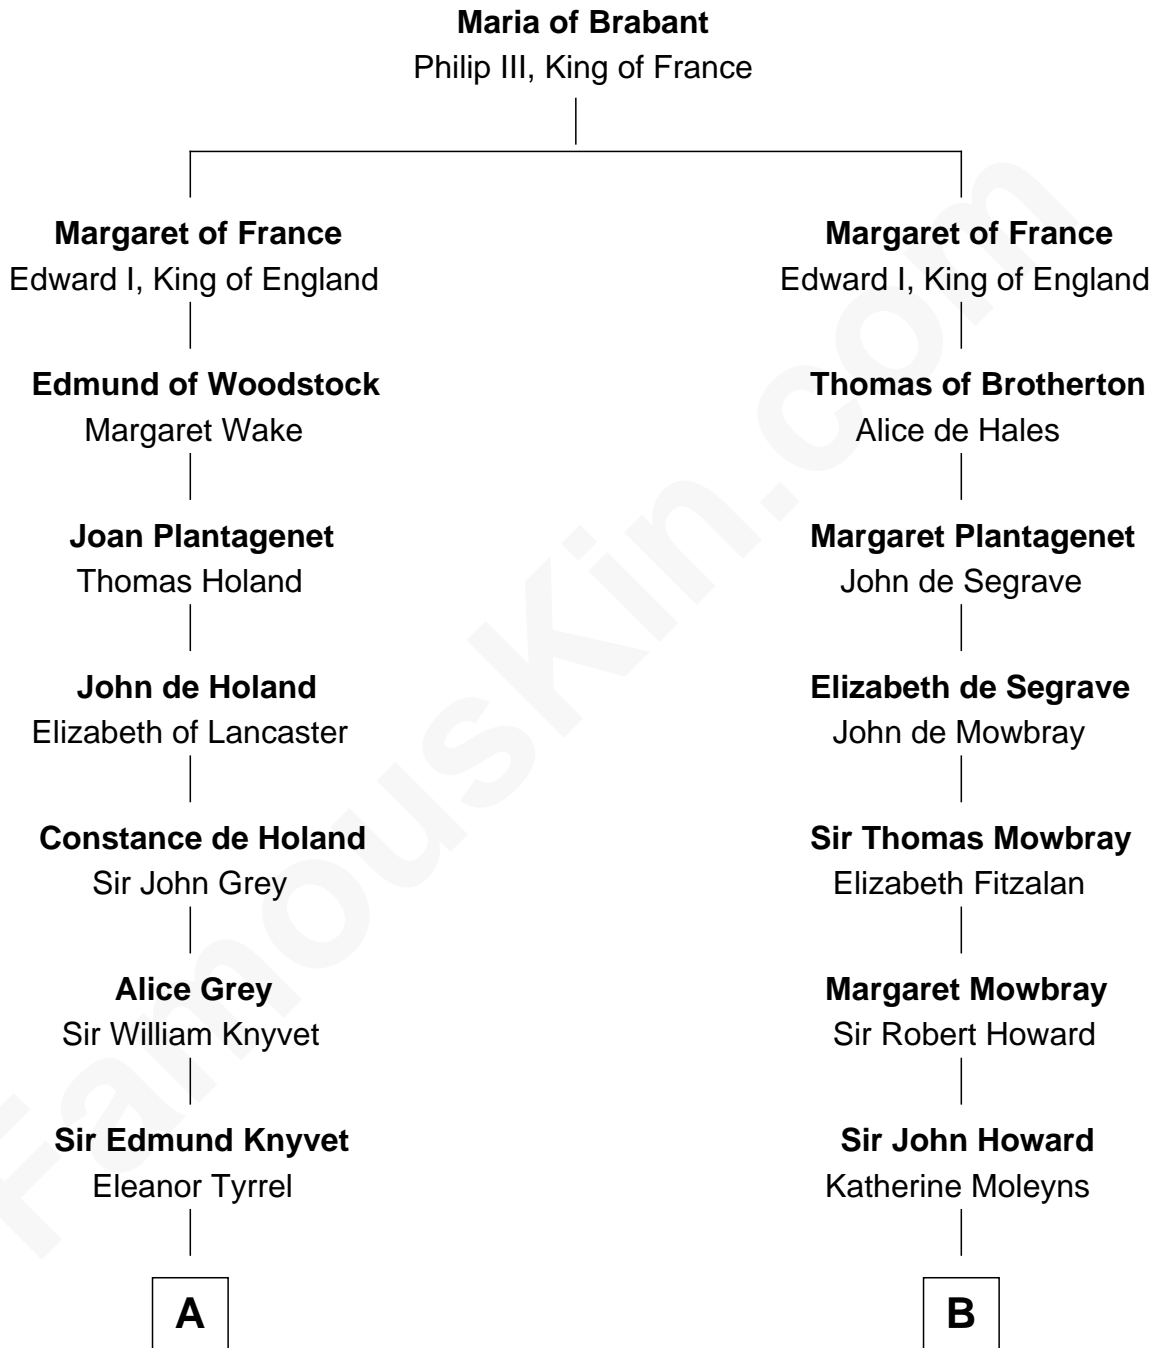 Maria of Brabant
Philip III, King of France
Margaret of France
Edward I, King of England
Edmund of Woodstock
Margaret Wake
Joan Plantagenet
Thomas Holand
John de Holand
Elizabeth of Lancaster
Constance de Holand
Sir John Grey
Alice Grey
Sir William Knyvet
Sir Edmund Knyvet
Eleanor Tyrrel
A
Margaret of France
Edward I, King of England
Thomas of Brotherton
Alice de Hales
Margaret Plantagenet
John de Segrave
Elizabeth de Segrave
John de Mowbray
Sir Thomas Mowbray
Elizabeth Fitzalan
Margaret Mowbray
Sir Robert Howard
Sir John Howard
Katherine Moleyns
B
FamousKin.com